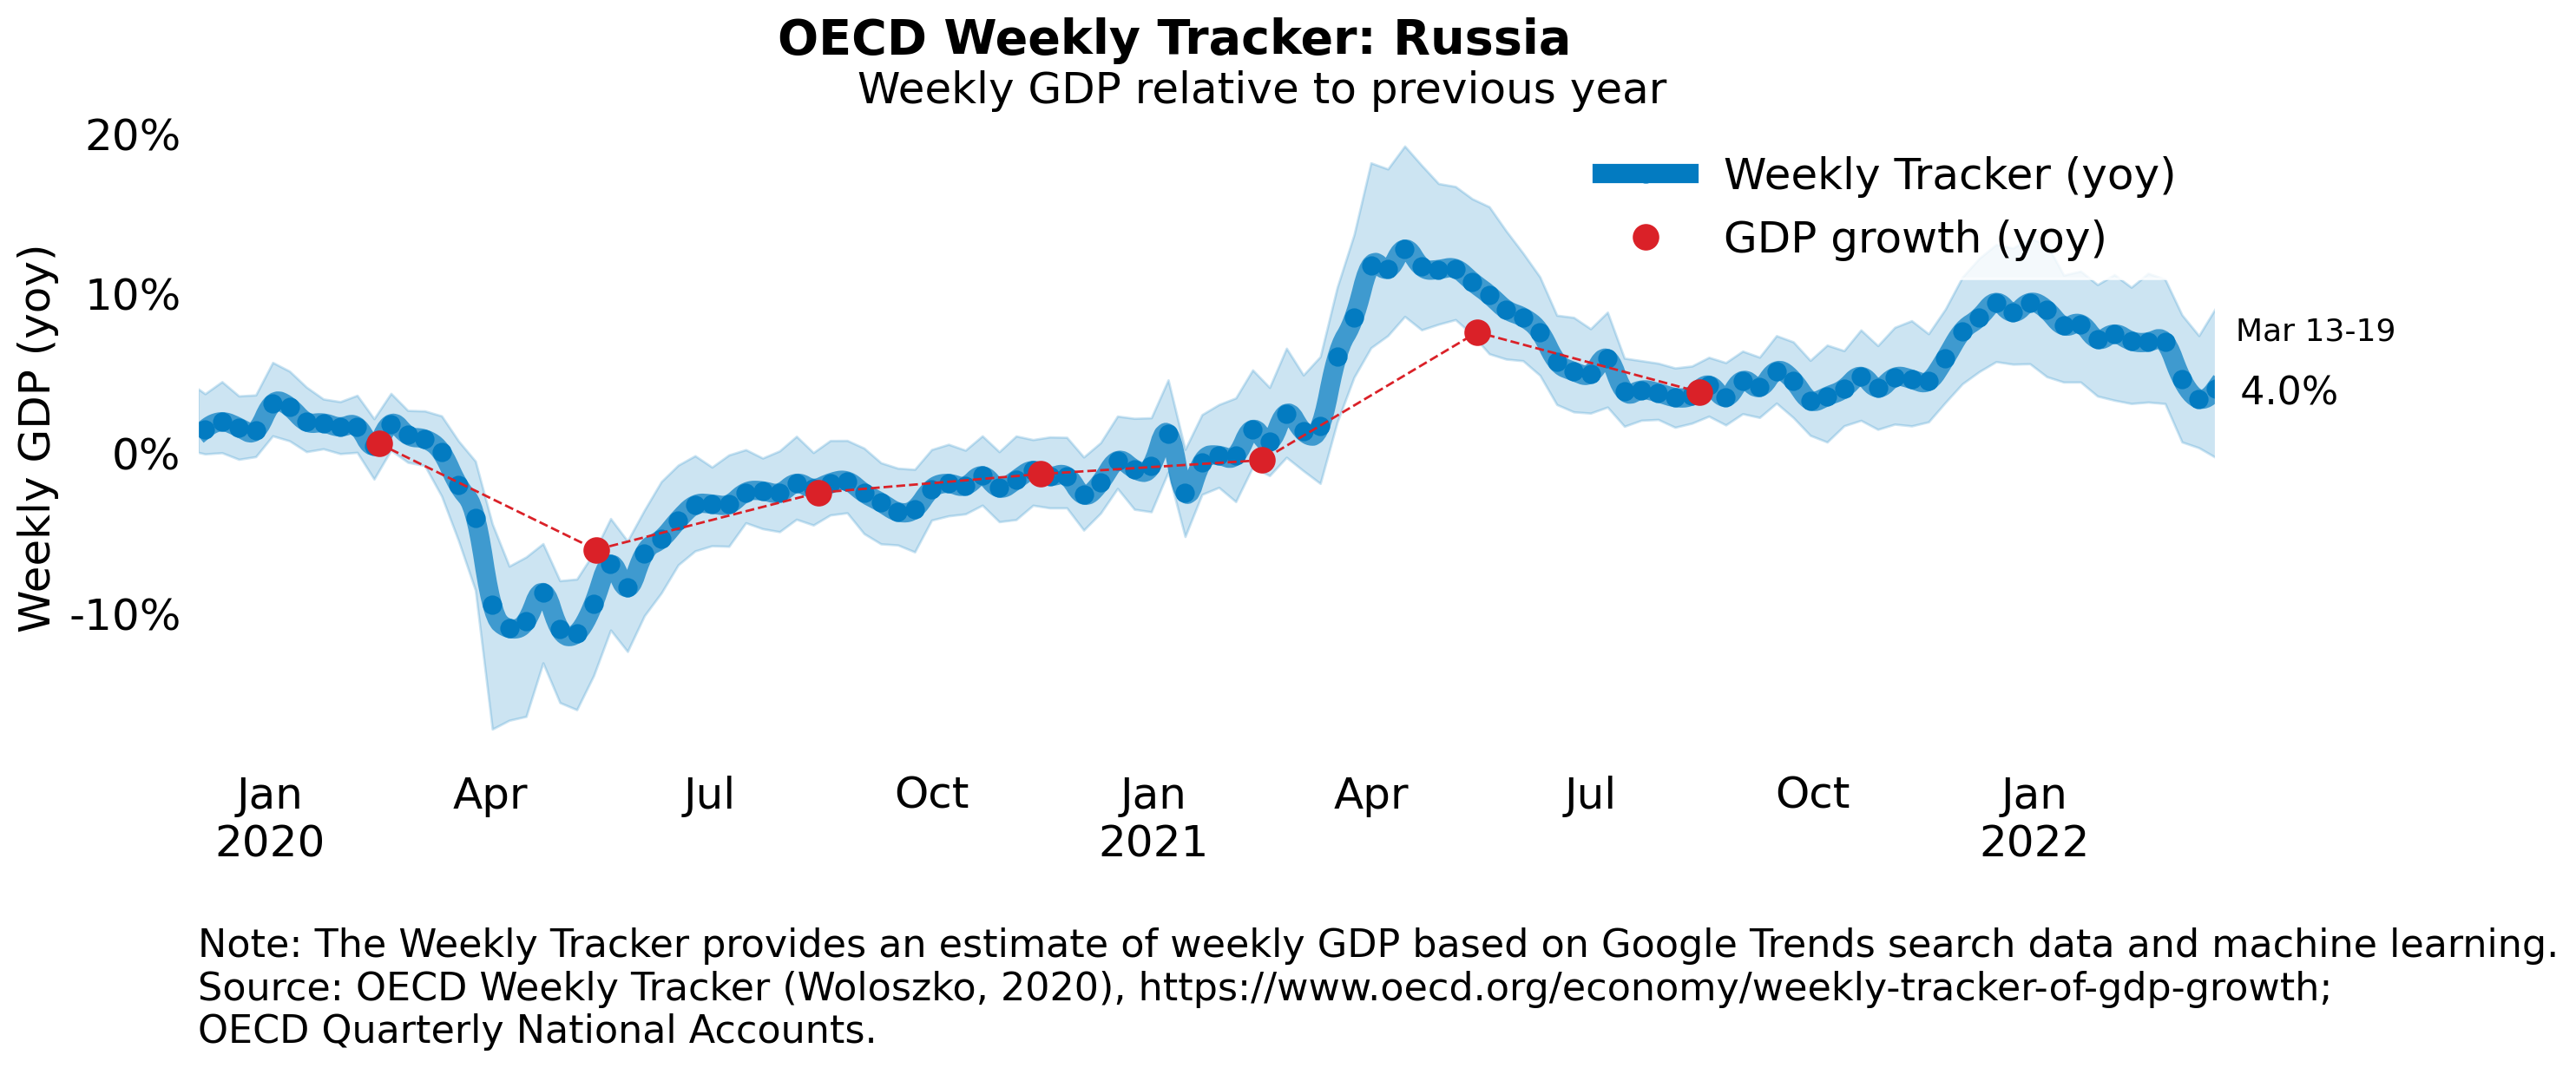 OECD Weekly Tracker: Russia
Weekly GDP relative to previous year
Weekly GDP (yoy)
20%
10%
0%
-10%
Weekly Tracker (yoy)
GDP growth (yoy)
Mar 13-19
4.0%
Jan Apr Jul Oct Jan Apr Jul Oct Jan
2020 2021 2022
Note: The Weekly Tracker provides an estimate of weekly GDP based on Google Trends search data and machine learning.
Source: OECD Weekly Tracker (Woloszko, 2020), https://www.oecd.org/economy/weekly-tracker-of-gdp-growth;
OECD Quarterly National Accounts.